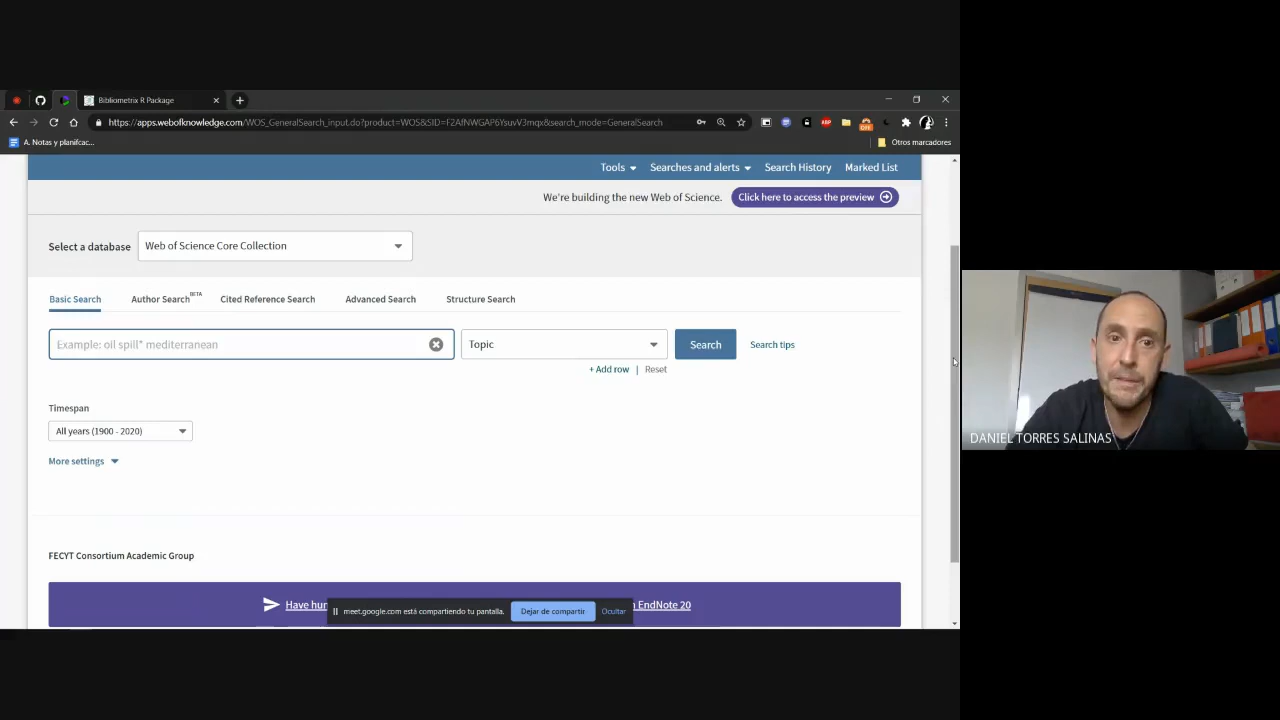 Bibliometrix R Package
https://apps.webofknowledge.com/WOS_GeneralSearch_input.do?product=WOS&SID=F2AfNWGAP6YsuvV3mqx&search_mode=GeneralSearch
ABP
OFF
A. Notas y planifcac...
Otros marcadores
Tools
Searches and alerts
Search History
Marked List
We're building the new Web of Science.
Click here to access the preview
Select a database
Web of Science Core Collection
Basic Search
Author Search BETA
Cited Reference Search
Advanced Search
Structure Search
Example: oil spill* mediterranean
Topic
Search
Search tips
+ Add row | Reset
Timespan
All years (1900 - 2020)
More settings
DANIEL TORRES SALINAS
FECYT Consortium Academic Group
Have hun
EndNote 20
meet.google.com está compartiendo tu pantalla.
Dejar de compartir
Ocultar